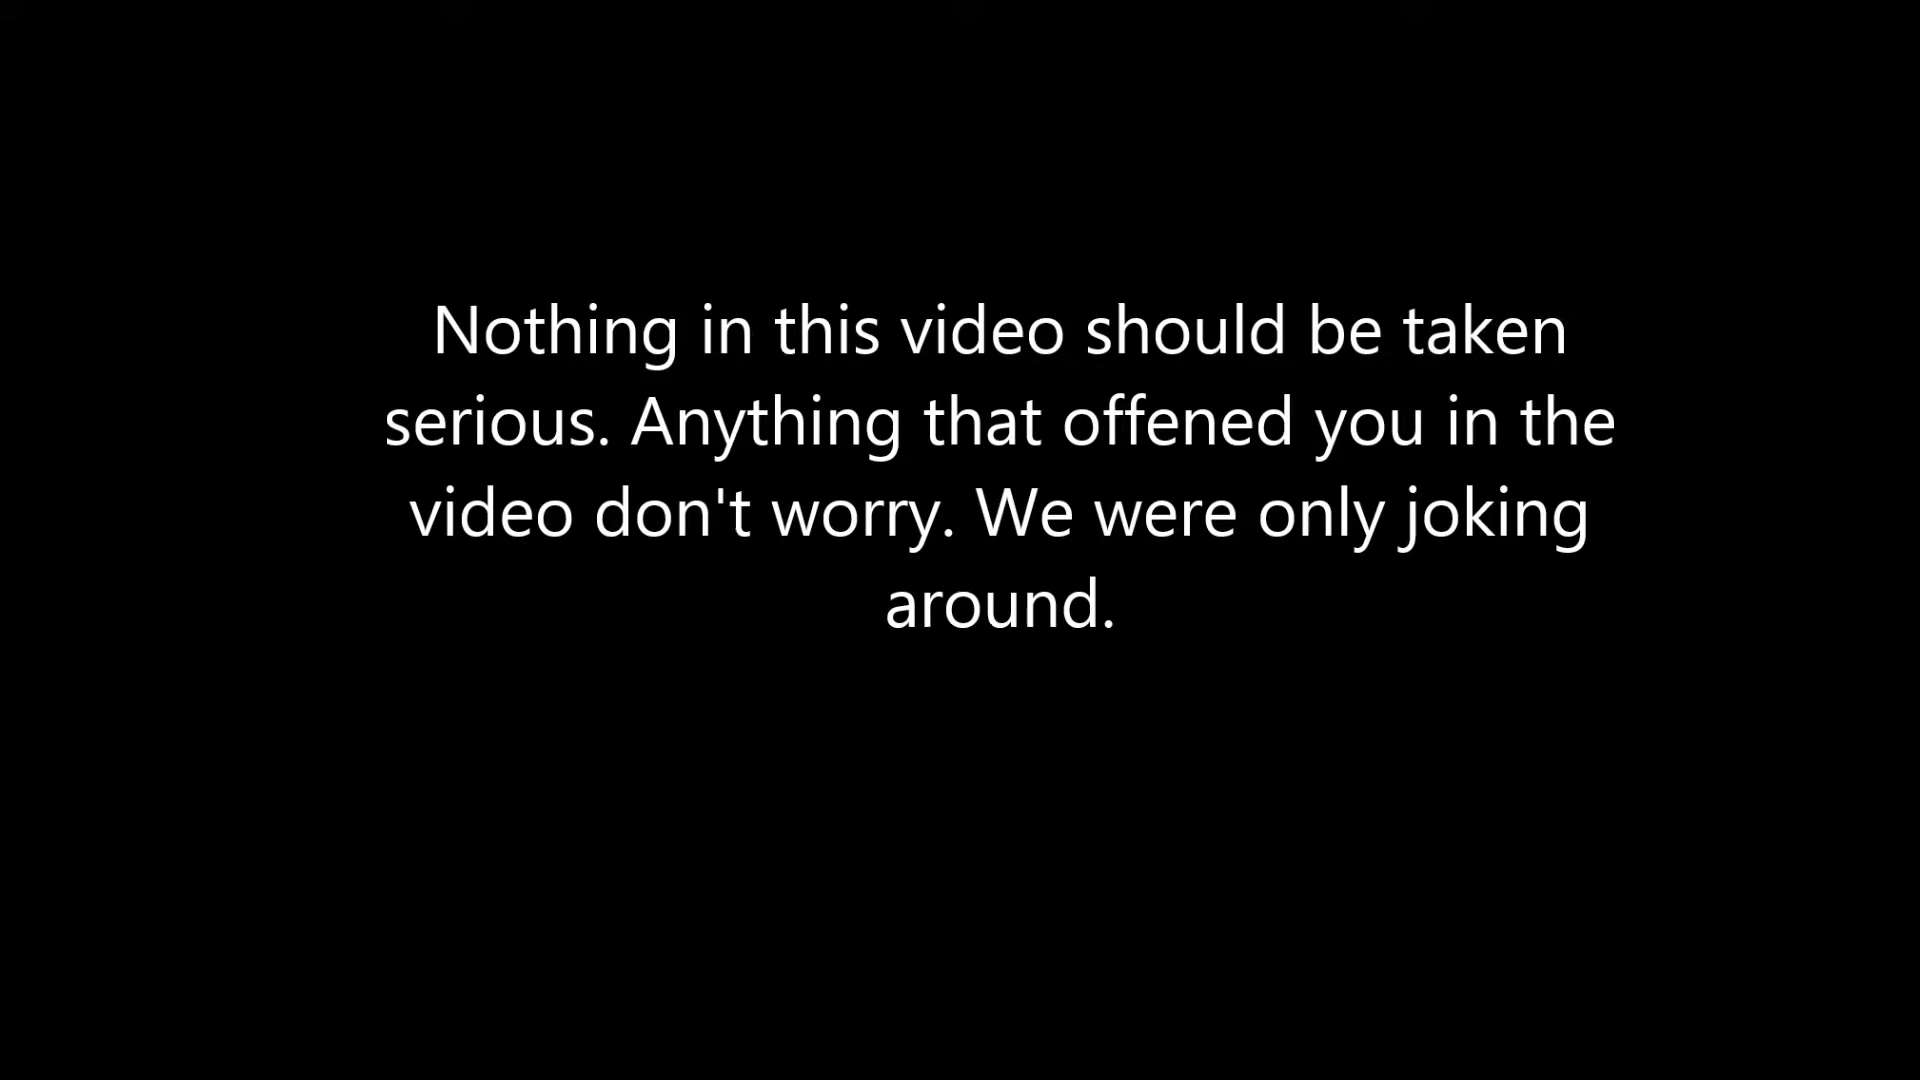 Nothing in this video should be taken
serious. Anything that offened you in the
video don't worry. We were only joking
around.